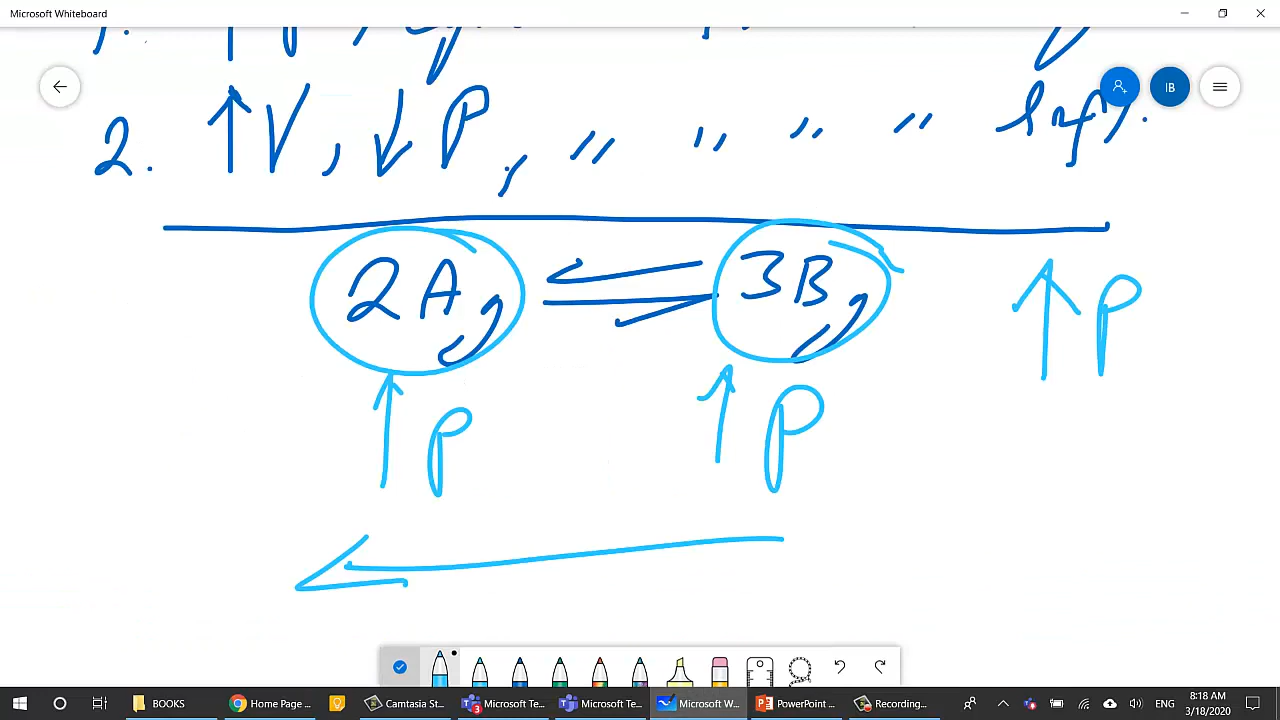 Microsoft Whiteboard
1. ↑V,
IB
2. ↑V, ↓P, 〃 〃 〃 〃
2A g ⇌ 3B g ↑P
↑P ↑P
BOOKS Home Page ... Camtasia St... Microsoft Te... Microsoft Te... Microsoft W... PowerPoint ... Recording... ENG 8:18 AM
3/18/2020